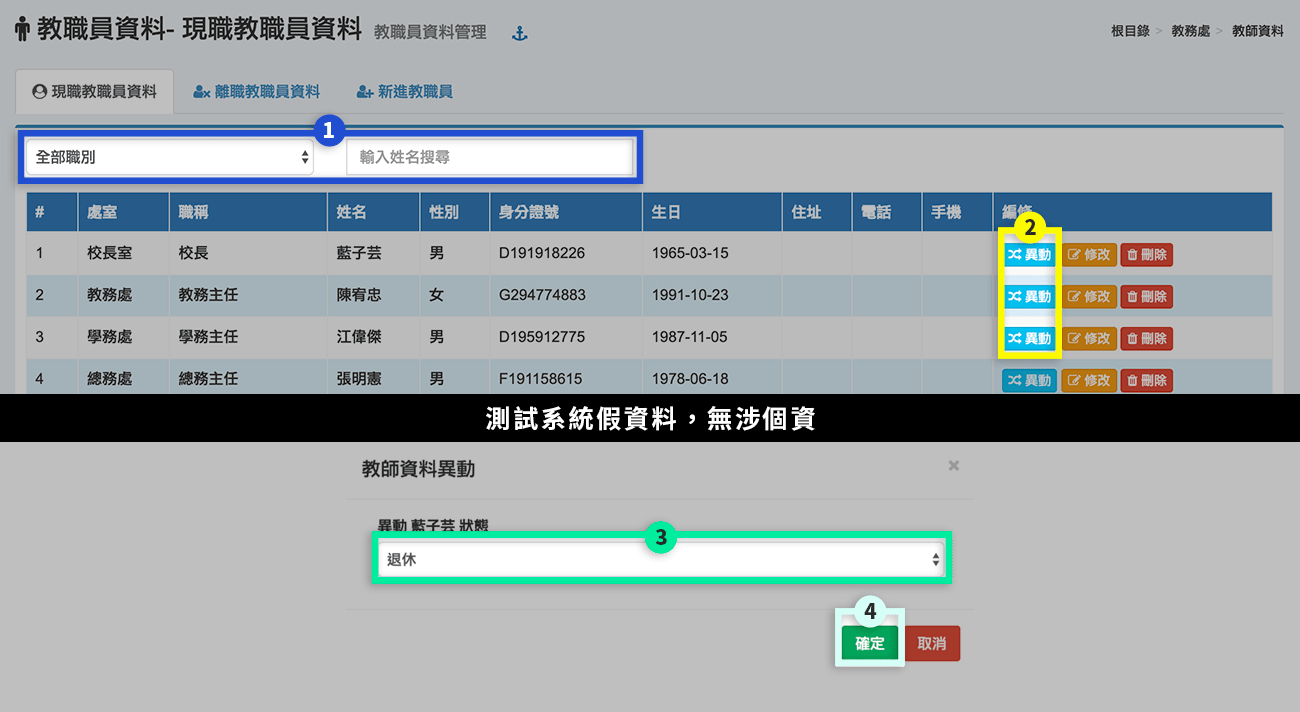 教職員資料- 現職教職員資料 教職員資料管理
根目錄 > 教務處 > 教師資料
現職教職員資料 離職教職員資料 新進教職員
1
全部職別 輸入姓名搜尋
# 處室 職稱 姓名 性別 身分證號 生日 住址 電話 手機 編修
2
1 校長室 校長 藍子芸 男 D191918226 1965-03-15 異動 修改 刪除
2 教務處 教務主任 陳宥忠 女 G294774883 1991-10-23 異動 修改 刪除
3 學務處 學務主任 江偉傑 男 D195912775 1987-11-05 異動 修改 刪除
4 總務處 總務主任 張明憲 男 F191158615 1978-06-18 異動 修改 刪除
測試系統假資料，無涉個資
教師資料異動 ×
異動 藍子芸 狀態
3
退休
4
確定 取消